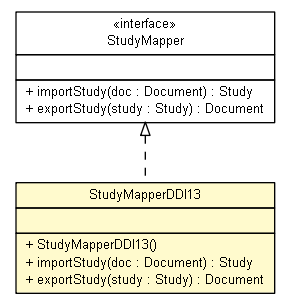 «interface»
StudyMapper
+ importStudy(doc : Document) : Study
+ exportStudy(study : Study) : Document
StudyMapperDDI13
+ StudyMapperDDI13()
+ importStudy(doc : Document) : Study
+ exportStudy(study : Study) : Document